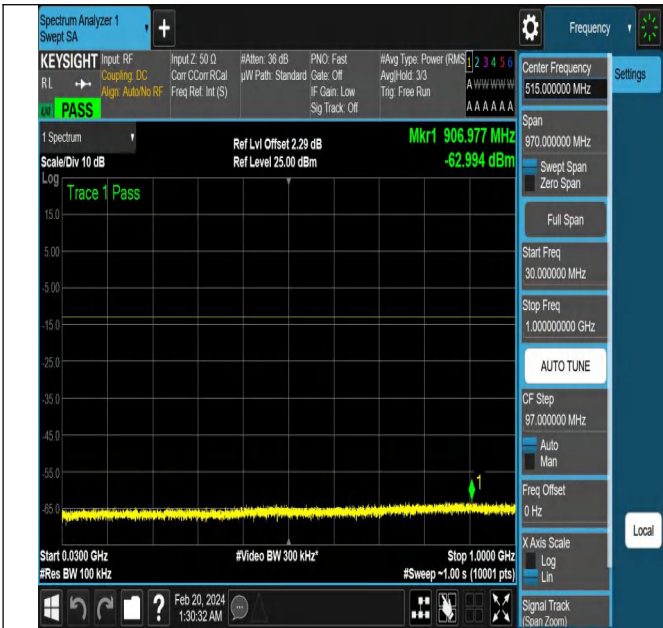 Spectrum Analyzer 1
Swept SA
+
Frequency
KEYSIGHT
RL
PASS
Input: RF
Coupling: DC
Align: Auto/No RF
Input Z: 50 Ω
Corr CCorr RCal
Freq Ref: Int (S)
#Atten: 36 dB
µW Path: Standard
PNO: Fast
Gate: Off
IF Gain: Low
Sig Track: Off
#Avg Type: Power (RMS)
Avg|Hold: 3/3
Trig: Free Run
1 2 3 4 5 6
A W W W W W
A A A A A A
1 Spectrum
Scale/Div 10 dB
Ref Lvl Offset 2.29 dB
Ref Level 25.00 dBm
Mkr1 906.977 MHz
-62.994 dBm
Log
Trace 1 Pass
15.0
5.00
-5.00
-15.0
-25.0
-35.0
-45.0
-55.0
-65.0
1
Start 0.0300 GHz
#Res BW 100 kHz
#Video BW 300 kHz*
Stop 1.0000 GHz
#Sweep ~1.00 s (10001 pts)
Center Frequency
515.000000 MHz
Settings
Span
970.000000 MHz
Swept Span
Zero Span
Full Span
Start Freq
30.000000 MHz
Stop Freq
1.000000000 GHz
AUTO TUNE
CF Step
97.000000 MHz
Auto
Man
Freq Offset
0 Hz
Local
X Axis Scale
Log
Lin
Signal Track
(Span Zoom)
?
Feb 20, 2024
1:30:32 AM